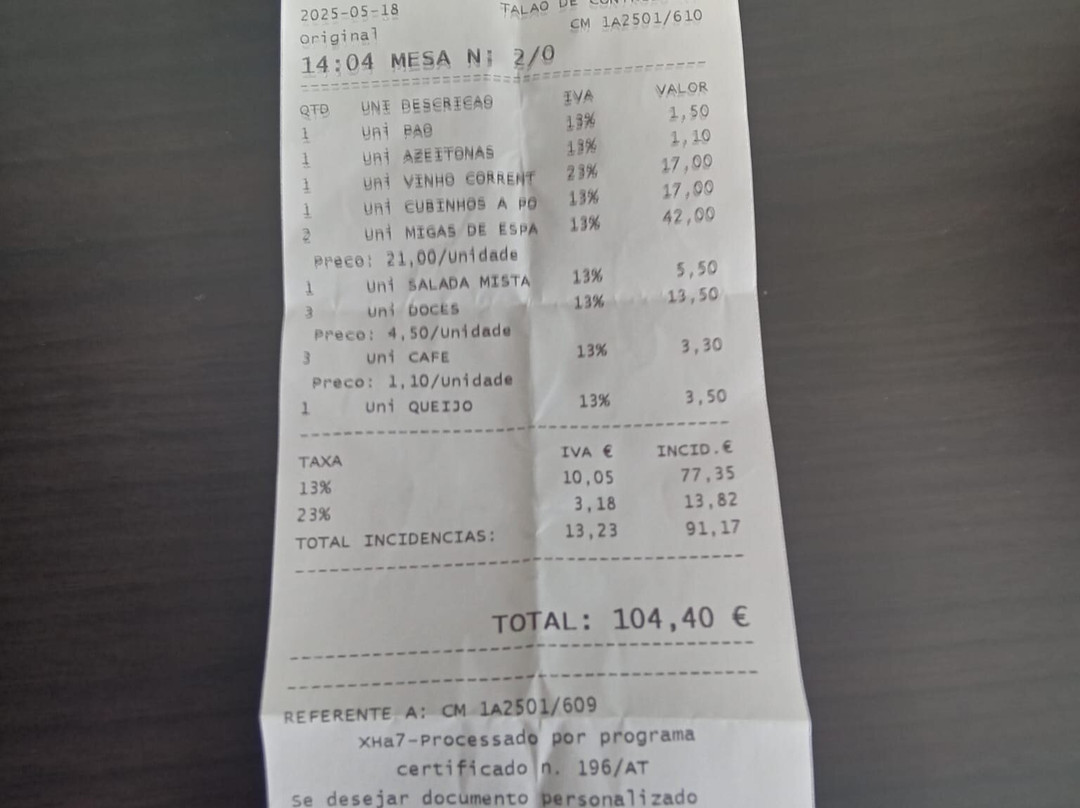 2025-05-18 TALAO DE
Original CM 1A2501/610
14:04 MESA N: 2/0
QTD UNI DESCRICAO IVA VALOR
1 Uni PAO 13% 1,50
1 Uni AZEITONAS 13% 1,10
1 Uni VINHO CORRENT 23% 17,00
1 Uni CUBINHOS A PO 13% 17,00
2 Uni MIGAS DE ESPA 13% 42,00
Preco: 21,00/Unidade
1 Uni SALADA MISTA 13% 5,50
3 Uni DOCES 13% 13,50
Preco: 4,50/Unidade
3 Uni CAFE 13% 3,30
Preco: 1,10/Unidade
1 Uni QUEIJO 13% 3,50
TAXA IVA € INCID.€
13% 10,05 77,35
23% 3,18 13,82
TOTAL INCIDENCIAS: 13,23 91,17
TOTAL: 104,40 €
REFERENTE A: CM 1A2501/609
XHa7-Processado por programa
certificado n. 196/AT
Se desejar documento personalizado